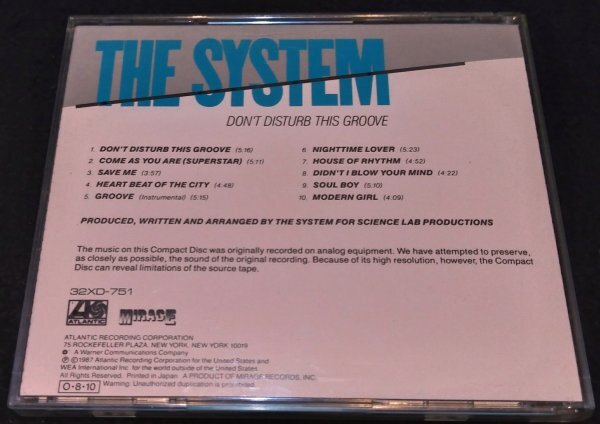 THE SYSTEM
DON'T DISTURB THIS GROOVE
1. DON'T DISTURB THIS GROOVE (5:16)
2. COME AS YOU ARE (SUPERSTAR) (5:11)
3. SAVE ME (3:57)
4. HEART BEAT OF THE CITY (4:48)
5. GROOVE (Instrumental) (5:15)
6. NIGHTTIME LOVER (5:23)
7. HOUSE OF RHYTHM (4:52)
8. DIDN'T I BLOW YOUR MIND (4:22)
9. SOUL BOY (5:10)
10. MODERN GIRL (4:09)
PRODUCED, WRITTEN AND ARRANGED BY THE SYSTEM FOR SCIENCE LAB PRODUCTIONS
The music on this Compact Disc was originally recorded on analog equipment. We have attempted to preserve,
as closely as possible, the sound of the original recording. Because of its high resolution, however, the Compact
Disc can reveal limitations of the source tape.
32XD-751
ATLANTIC
MIRAGE
ATLANTIC RECORDING CORPORATION
75 ROCKEFELLER PLAZA, NEW YORK, NEW YORK 10019
A Warner Communications Company
℗ © 1987 Atlantic Recording Corporation for the United States and
WEA International Inc. for the world outside of the United States.
All Rights Reserved. Printed in Japan A PRODUCT OF MIRAGE RECORDS, INC.
O·8·10 Warning: Unauthorized duplication is prohibited.